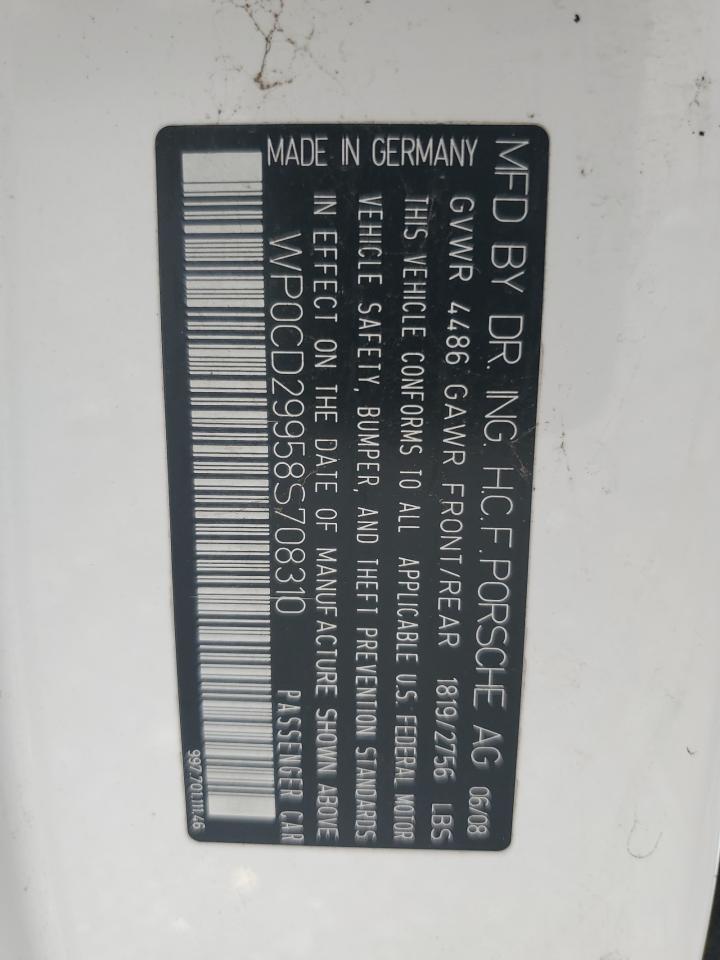 MFD BY DR. ING. H.C.F. PORSCHE AG 06/08
GVWR 4486 GAWR FRONT/REAR 1819/2756 LBS
THIS VEHICLE CONFORMS TO ALL APPLICABLE U.S. FEDERAL MOTOR
VEHICLE SAFETY, BUMPER, AND THEFT PREVENTION STANDARDS
IN EFFECT ON THE DATE OF MANUFACTURE SHOWN ABOVE
MADE IN GERMANY
WP0CD29958S708310 PASSENGER CAR
997.701.111.46